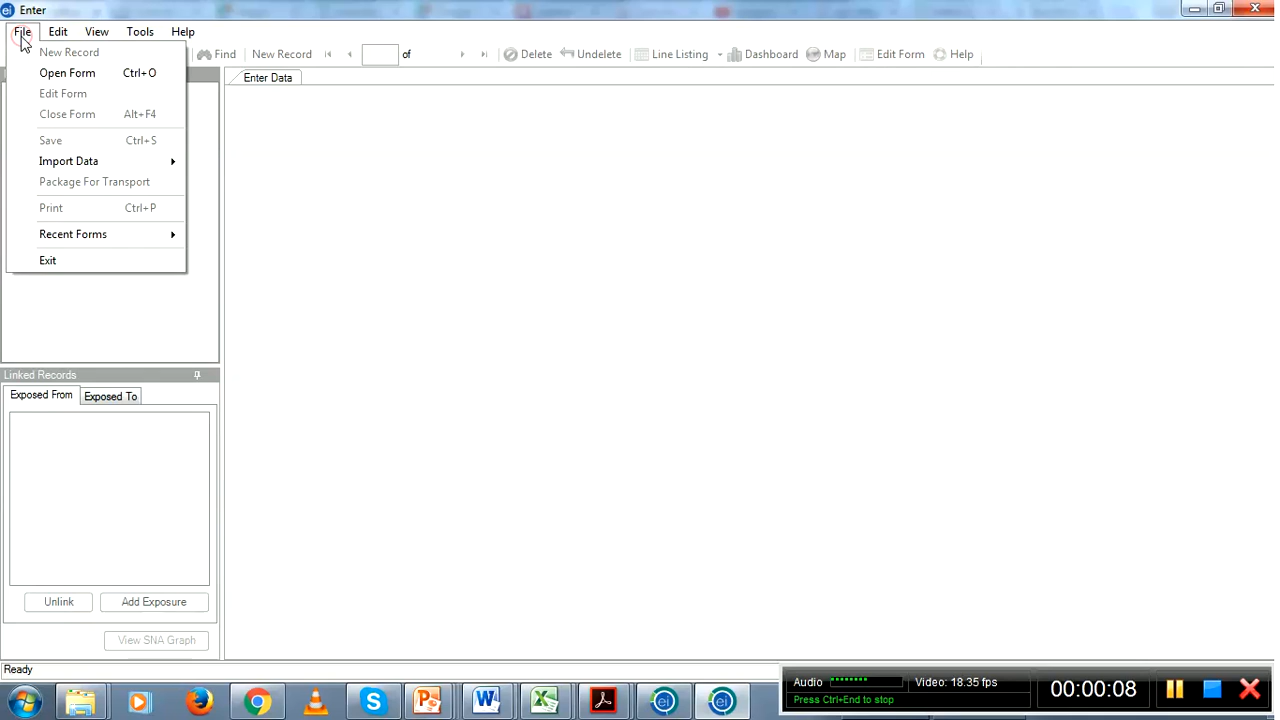 ei Enter
File Edit View Tools Help
Find New Record of Delete Undelete Line Listing Dashboard Map Edit Form Help
New Record
Open Form Ctrl+O
Edit Form
Close Form Alt+F4
Save Ctrl+S
Import Data
Package For Transport
Print Ctrl+P
Recent Forms
Exit
Enter Data
Linked Records
Exposed From Exposed To
Unlink Add Exposure
View SNA Graph
Ready
Audio Video: 18.35 fps
Press Ctrl+End to stop
00:00:08